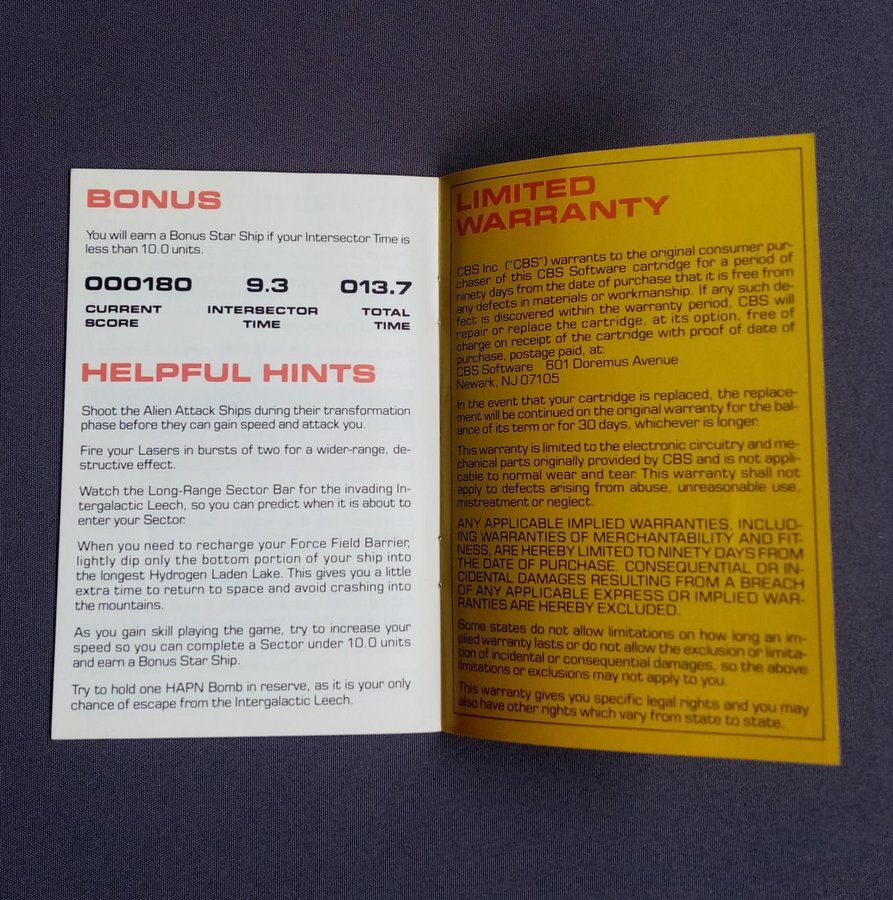 BONUS
You will earn a Bonus Star Ship if your Intersector Time is
less than 10.0 units.
000180 9.3 013.7
CURRENT INTERSECTOR TOTAL
SCORE TIME TIME
HELPFUL HINTS
Shoot the Alien Attack Ships during their transformation
phase before they can gain speed and attack you.
Fire your Lasers in bursts of two for a wider-range, de-
structive effect.
Watch the Long-Range Sector Bar for the invading In-
tergalactic Leech, so you can predict when it is about to
enter your Sector.
When you need to recharge your Force Field Barrier,
lightly dip only the bottom portion of your ship into
the longest Hydrogen Laden Lake. This gives you a little
extra time to return to space and avoid crashing into
the mountains.
As you gain skill playing the game, try to increase your
speed so you can complete a Sector under 10.0 units
and earn a Bonus Star Ship.
Try to hold one HAPN Bomb in reserve, as it is your only
chance of escape from the Intergalactic Leech.
LIMITED
WARRANTY
CBS Inc. ("CBS") warrants to the original consumer pur-
chaser of this CBS Software cartridge for a period of
ninety days from the date of purchase that it is free from
any defects in materials or workmanship. If any such de-
fect is discovered within the warranty period, CBS will
repair or replace the cartridge, at its option, free of
charge on receipt of the cartridge with proof of date of
purchase, postage paid, at:
CBS Software 601 Doremus Avenue
Newark, NJ 07105
In the event that your cartridge is replaced, the replace-
ment will be continued on the original warranty for the bal-
ance of its term or for 30 days, whichever is longer.
This warranty is limited to the electronic circuitry and me-
chanical parts originally provided by CBS and is not appli-
cable to normal wear and tear. This warranty shall not
apply to defects arising from abuse, unreasonable use,
mistreatment or neglect.
ANY APPLICABLE IMPLIED WARRANTIES, INCLUD-
ING WARRANTIES OF MERCHANTABILITY AND FIT-
NESS, ARE HEREBY LIMITED TO NINETY DAYS FROM
THE DATE OF PURCHASE. CONSEQUENTIAL OR IN-
CIDENTAL DAMAGES RESULTING FROM A BREACH
OF ANY APPLICABLE EXPRESS OR IMPLIED WAR-
RANTIES ARE HEREBY EXCLUDED.
Some states do not allow limitations on how long an im-
plied warranty lasts or do not allow the exclusion or limita-
tion of incidental or consequential damages, so the above
limitations or exclusions may not apply to you.
This warranty gives you specific legal rights and you may
also have other rights which vary from state to state.